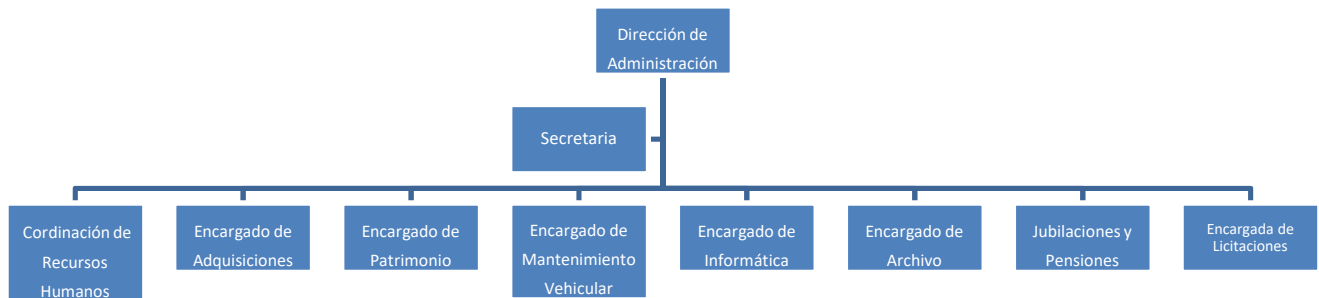 Dirección de
Administración
Secretaria
Cordinación de
Recursos
Humanos
Encargado de
Adquisiciones
Encargado de
Patrimonio
Encargado de
Mantenimiento
Vehicular
Encargado de
Informática
Encargado de
Archivo
Jubilaciones y
Pensiones
Encargada de
Licitaciones